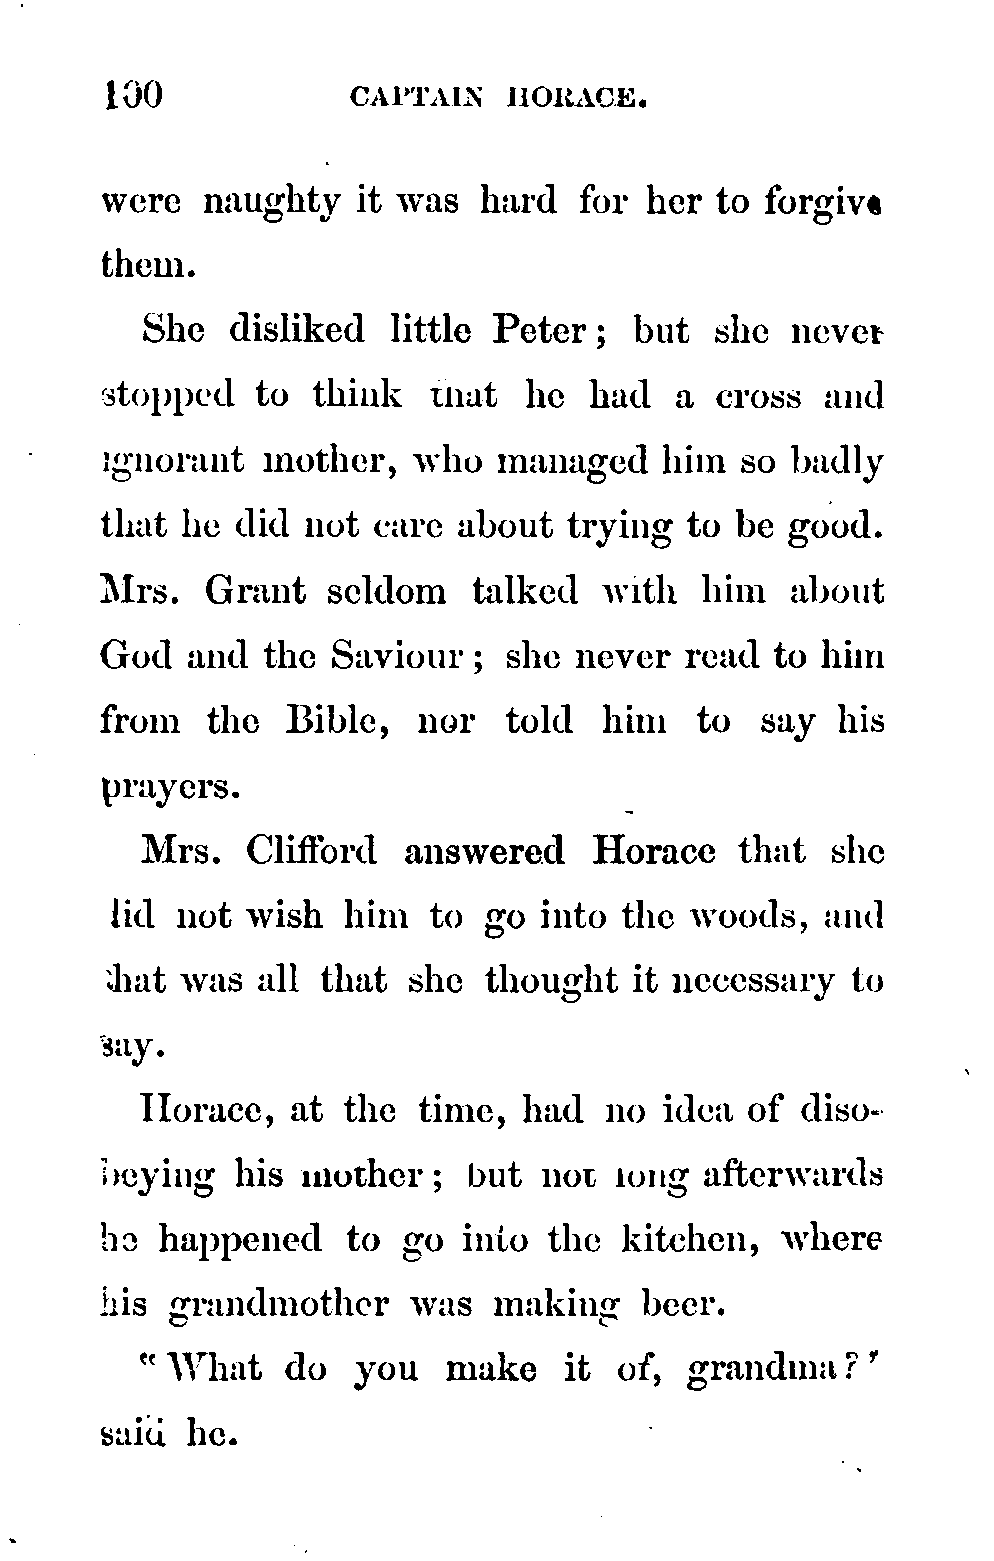 100 CAPTAIN HORACE.
were naughty it was hard for her to forgive
them.
She disliked little Peter; but she never
stopped to think that he had a cross and
ignorant mother, who managed him so badly
that he did not care about trying to be good.
Mrs. Grant seldom talked with him about
God and the Saviour; she never read to him
from the Bible, nor told him to say his
prayers.
Mrs. Clifford answered Horace that she
did not wish him to go into the woods, and
that was all that she thought it necessary to
say.
Horace, at the time, had no idea of diso-
beying his mother; but not long afterwards
he happened to go into the kitchen, where
his grandmother was making beer.
"What do you make it of, grandma?"
said he.